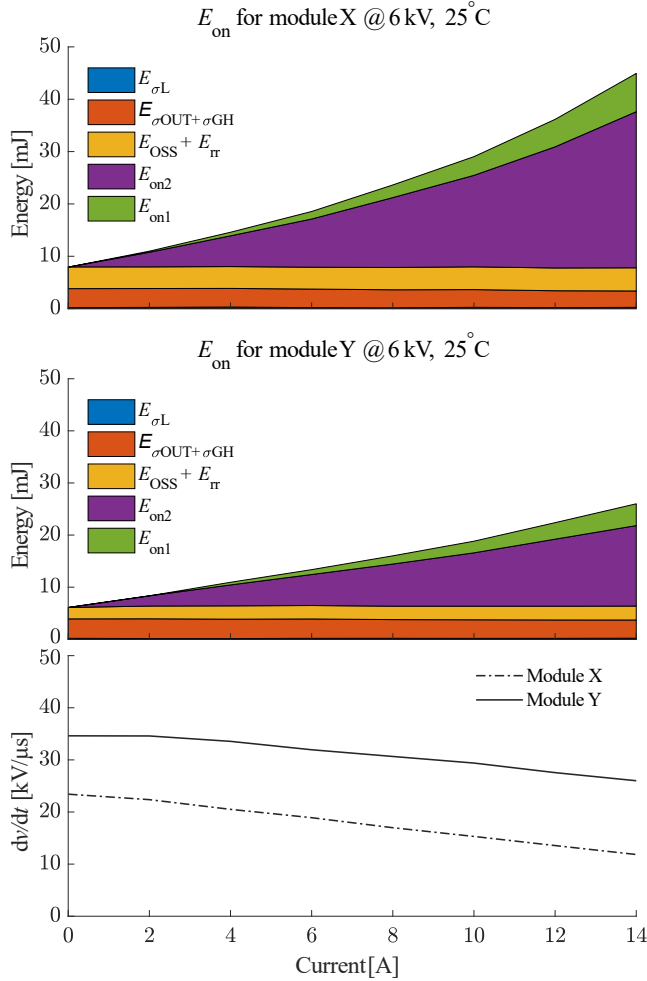 E_on for module X @ 6 kV, 25°C
50
40
30
20
10
0
Energy [mJ]
E_σL
E_σOUT+σGH
E_OSS + E_rr
E_on2
E_on1
E_on for module Y @ 6 kV, 25°C
50
40
30
20
10
0
Energy [mJ]
E_σL
E_σOUT+σGH
E_OSS + E_rr
E_on2
E_on1
50
40
30
20
10
0
dv/dt [kV/μs]
Module X
Module Y
0 2 4 6 8 10 12 14
Current [A]